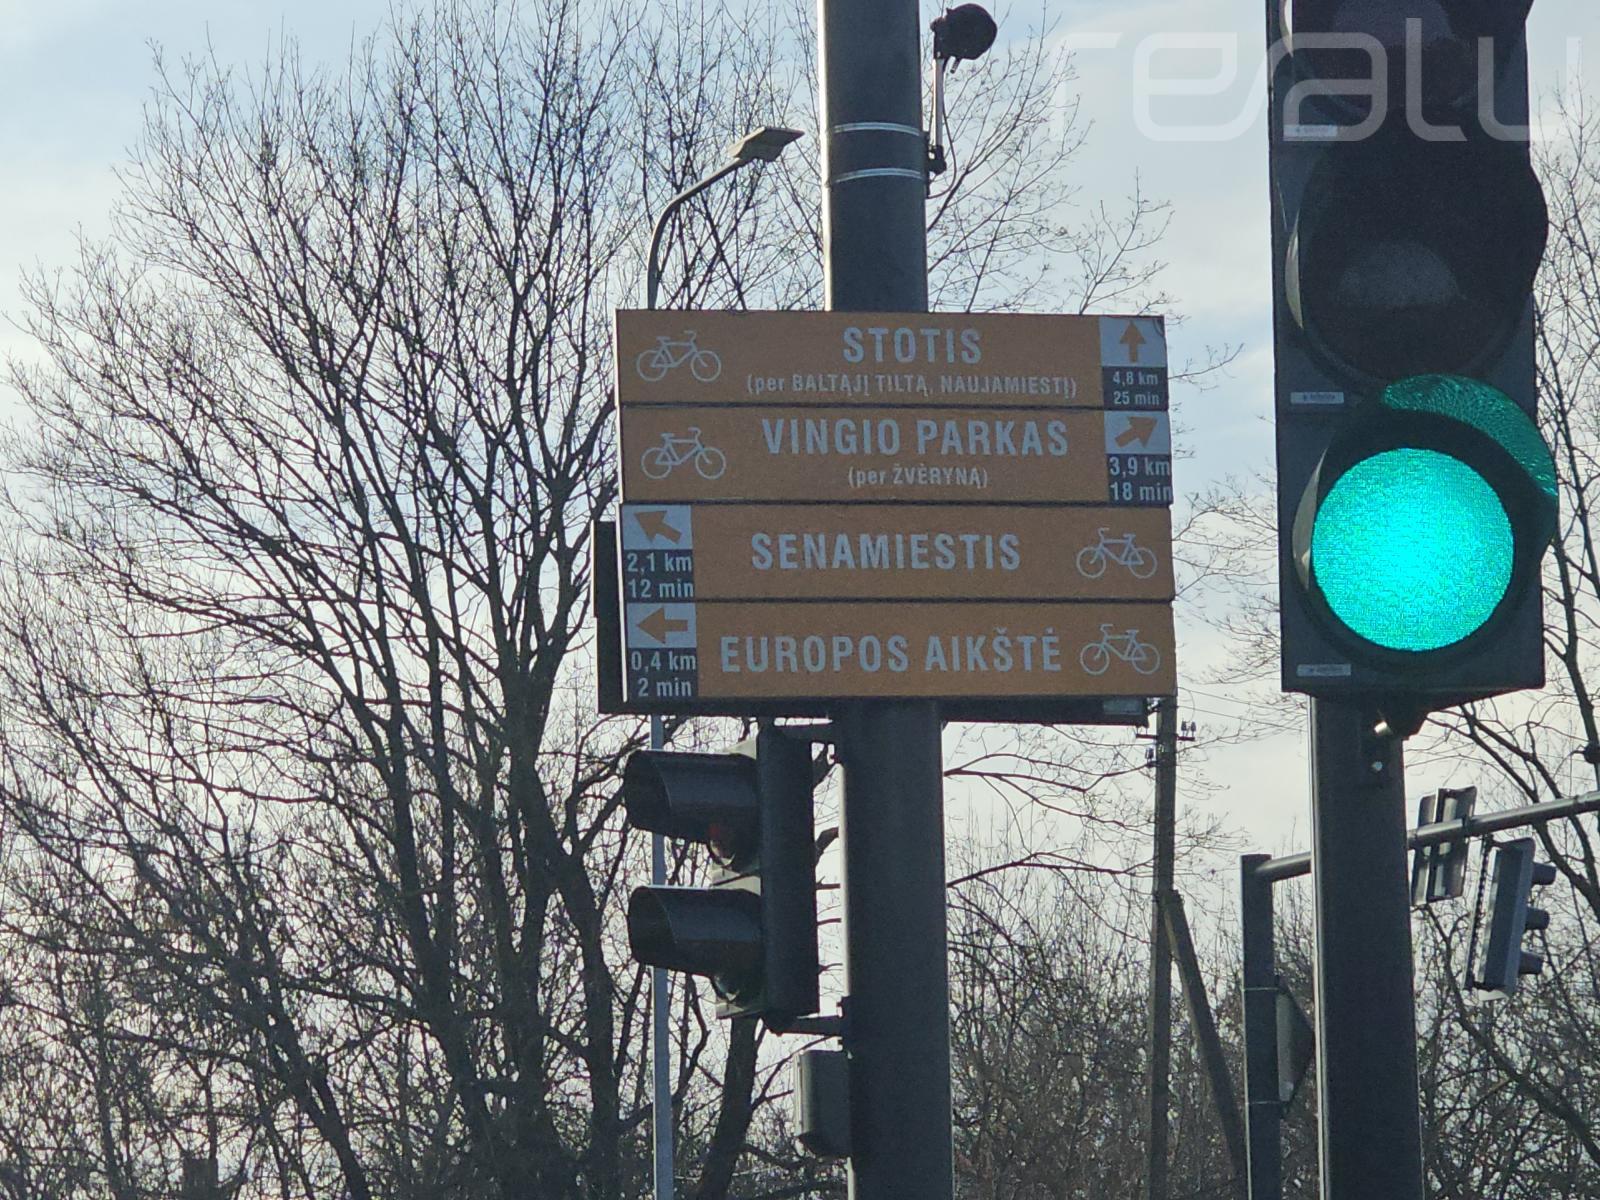 realu
STOTIS
(per BALTĄJĮ TILTĄ, NAUJAMIESTĮ)
4,8 km
25 min
VINGIO PARKAS
(per ŽVĖRYNĄ)
3,9 km
18 min
2,1 km
12 min
SENAMIESTIS
0,4 km
2 min
EUROPOS AIKŠTĖ